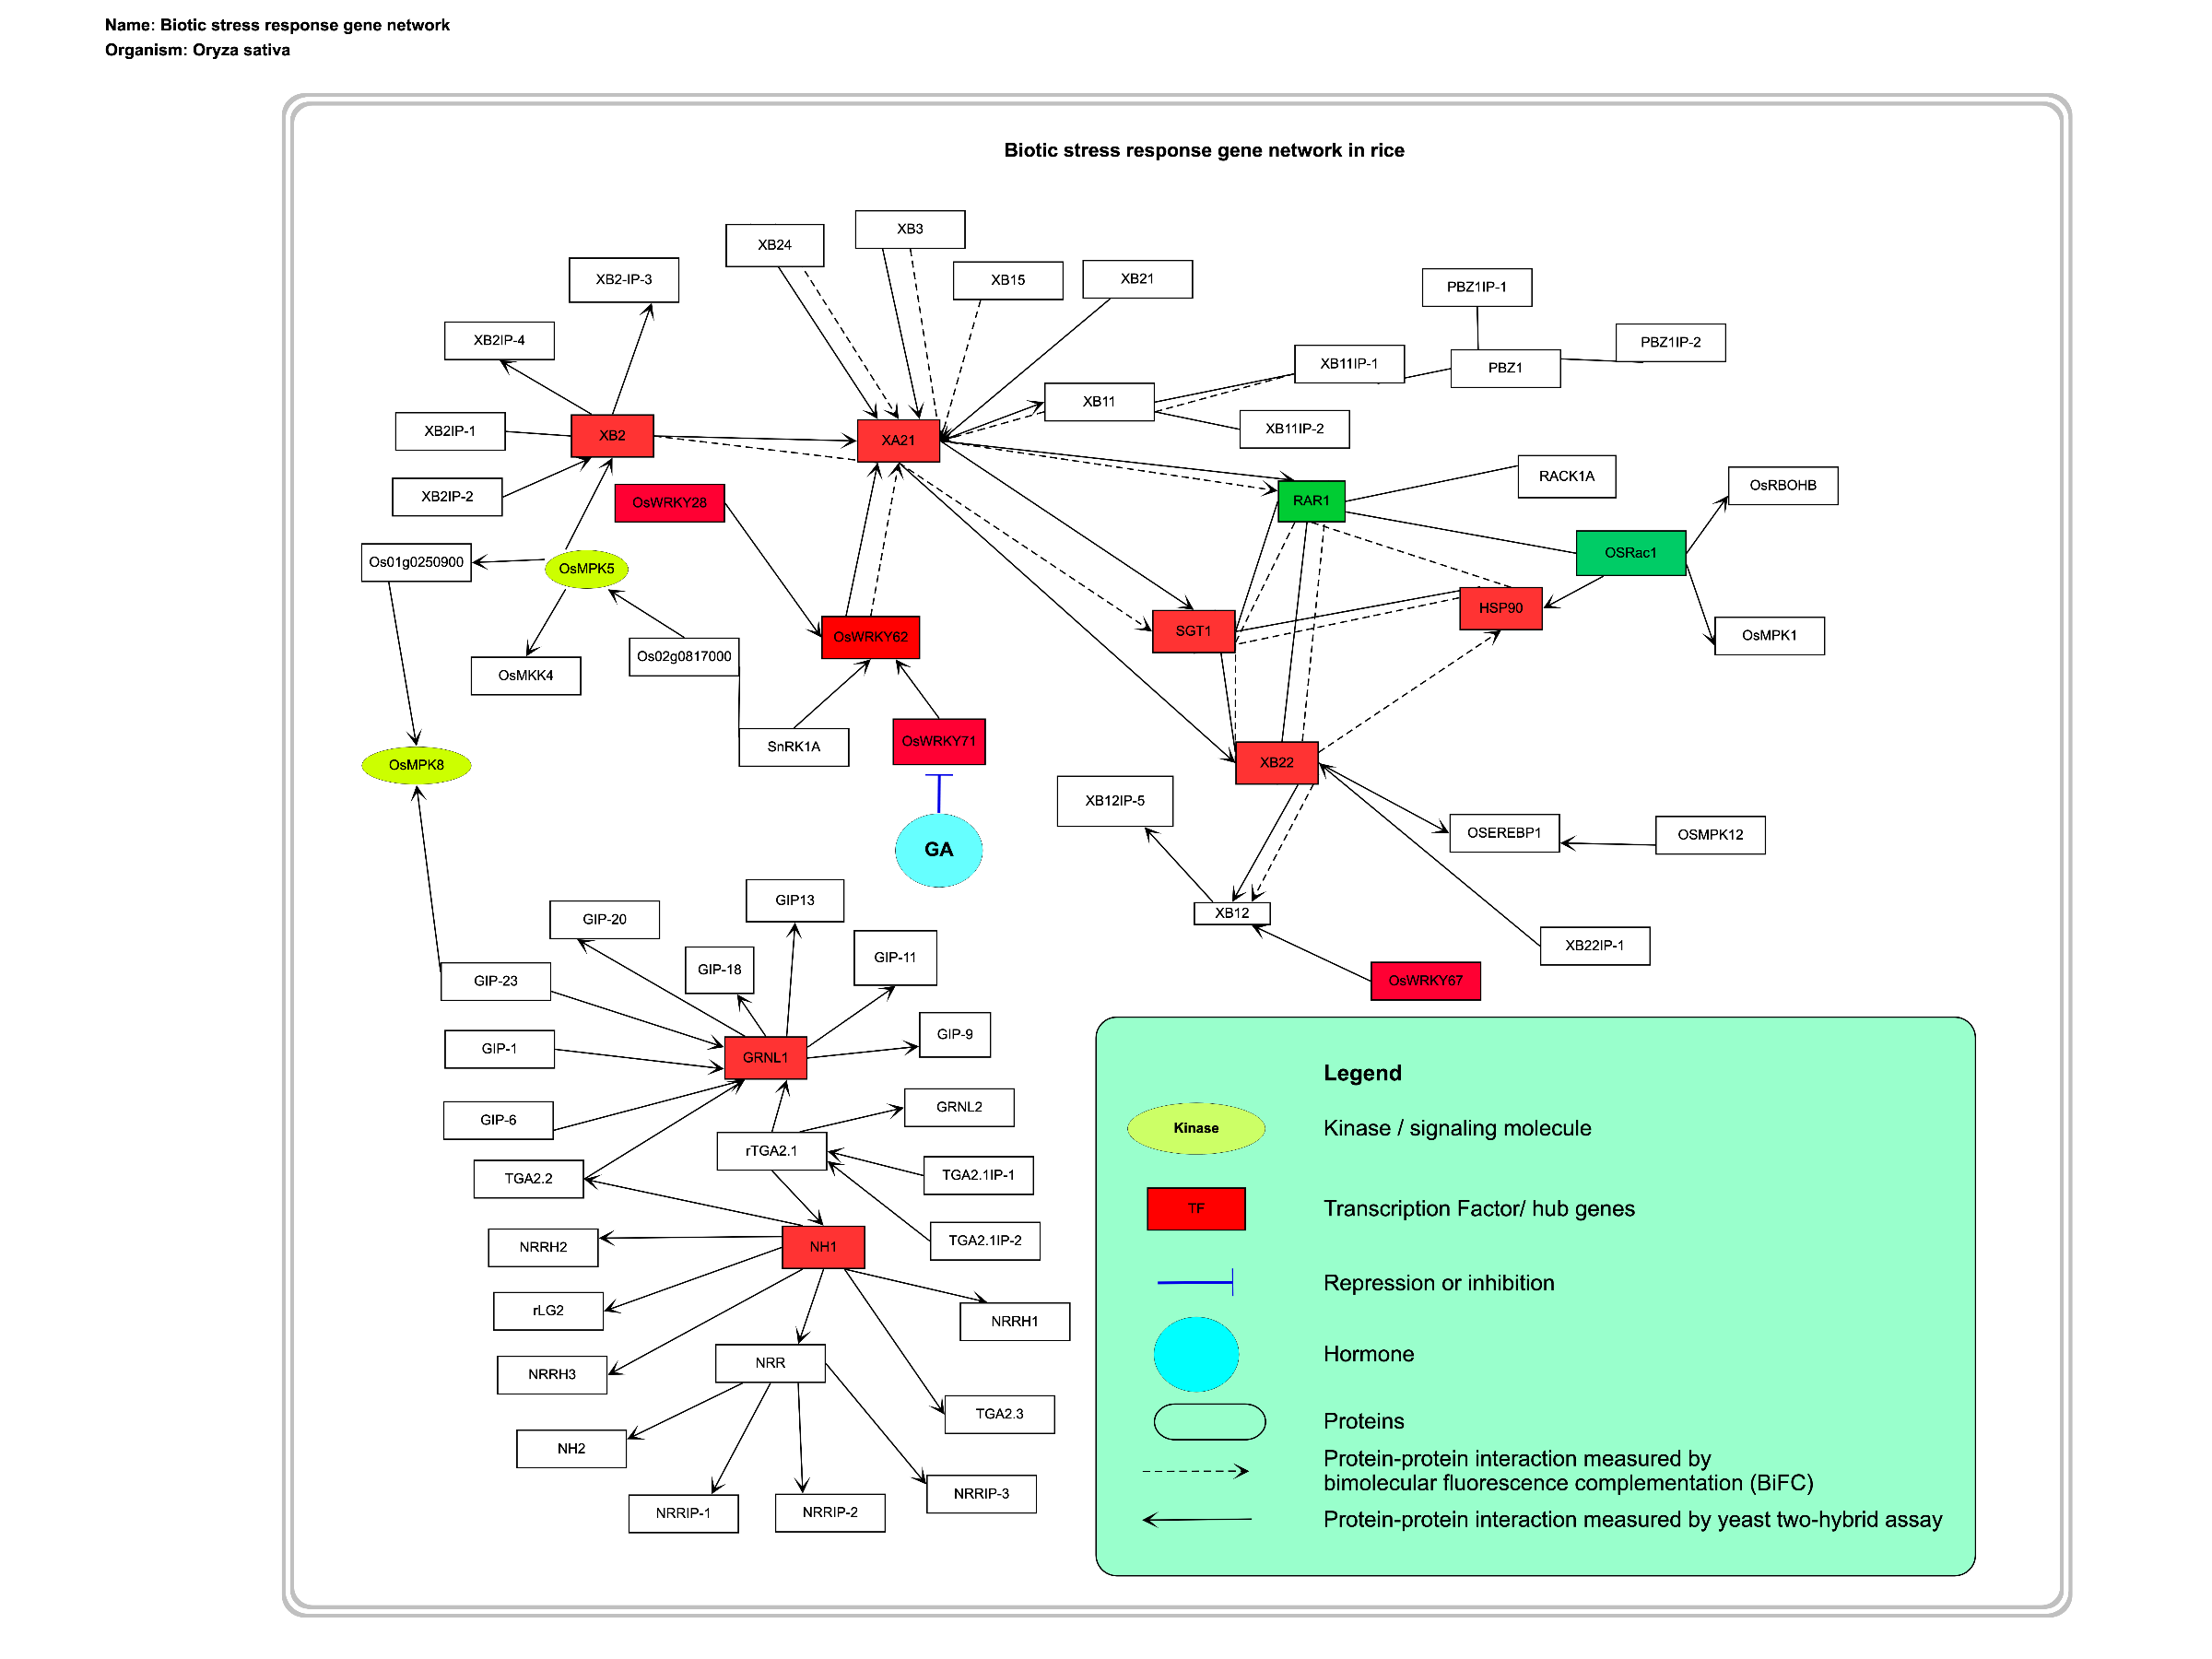 Name: Biotic stress response gene network
Organism: Oryza sativa
Biotic stress response gene network in rice
XB24
XB3
XB15
XB21
XB2-IP-3
PBZ1IP-1
XB2IP-4
PBZ1IP-2
XB11IP-1
PBZ1
XB11
XB2IP-1
XB2
XA21
XB11IP-2
XB2IP-2
OsWRKY28
RAR1
RACK1A
OsRBOHB
Os01g0250900
OsMPK5
OSRac1
HSP90
SGT1
OsWRKY62
OsMPK1
Os02g0817000
OsMKK4
SnRK1A
OsWRKY71
OsMPK8
XB22
XB12IP-5
GA
OSEREBP1
OSMPK12
GIP13
GIP-20
XB12
GIP-11
XB22IP-1
GIP-18
GIP-23
OsWRKY67
GIP-1
GRNL1
GIP-9
GIP-6
GRNL2
rTGA2.1
TGA2.2
TGA2.1IP-1
NRRH2
NH1
TGA2.1IP-2
rLG2
NRRH1
NRRH3
NRR
TGA2.3
NH2
NRRIP-1
NRRIP-2
NRRIP-3
Legend
Kinase
Kinase / signaling molecule
TF
Transcription Factor/ hub genes
Repression or inhibition
Hormone
Proteins
Protein-protein interaction measured by
bimolecular fluorescence complementation (BiFC)
Protein-protein interaction measured by yeast two-hybrid assay